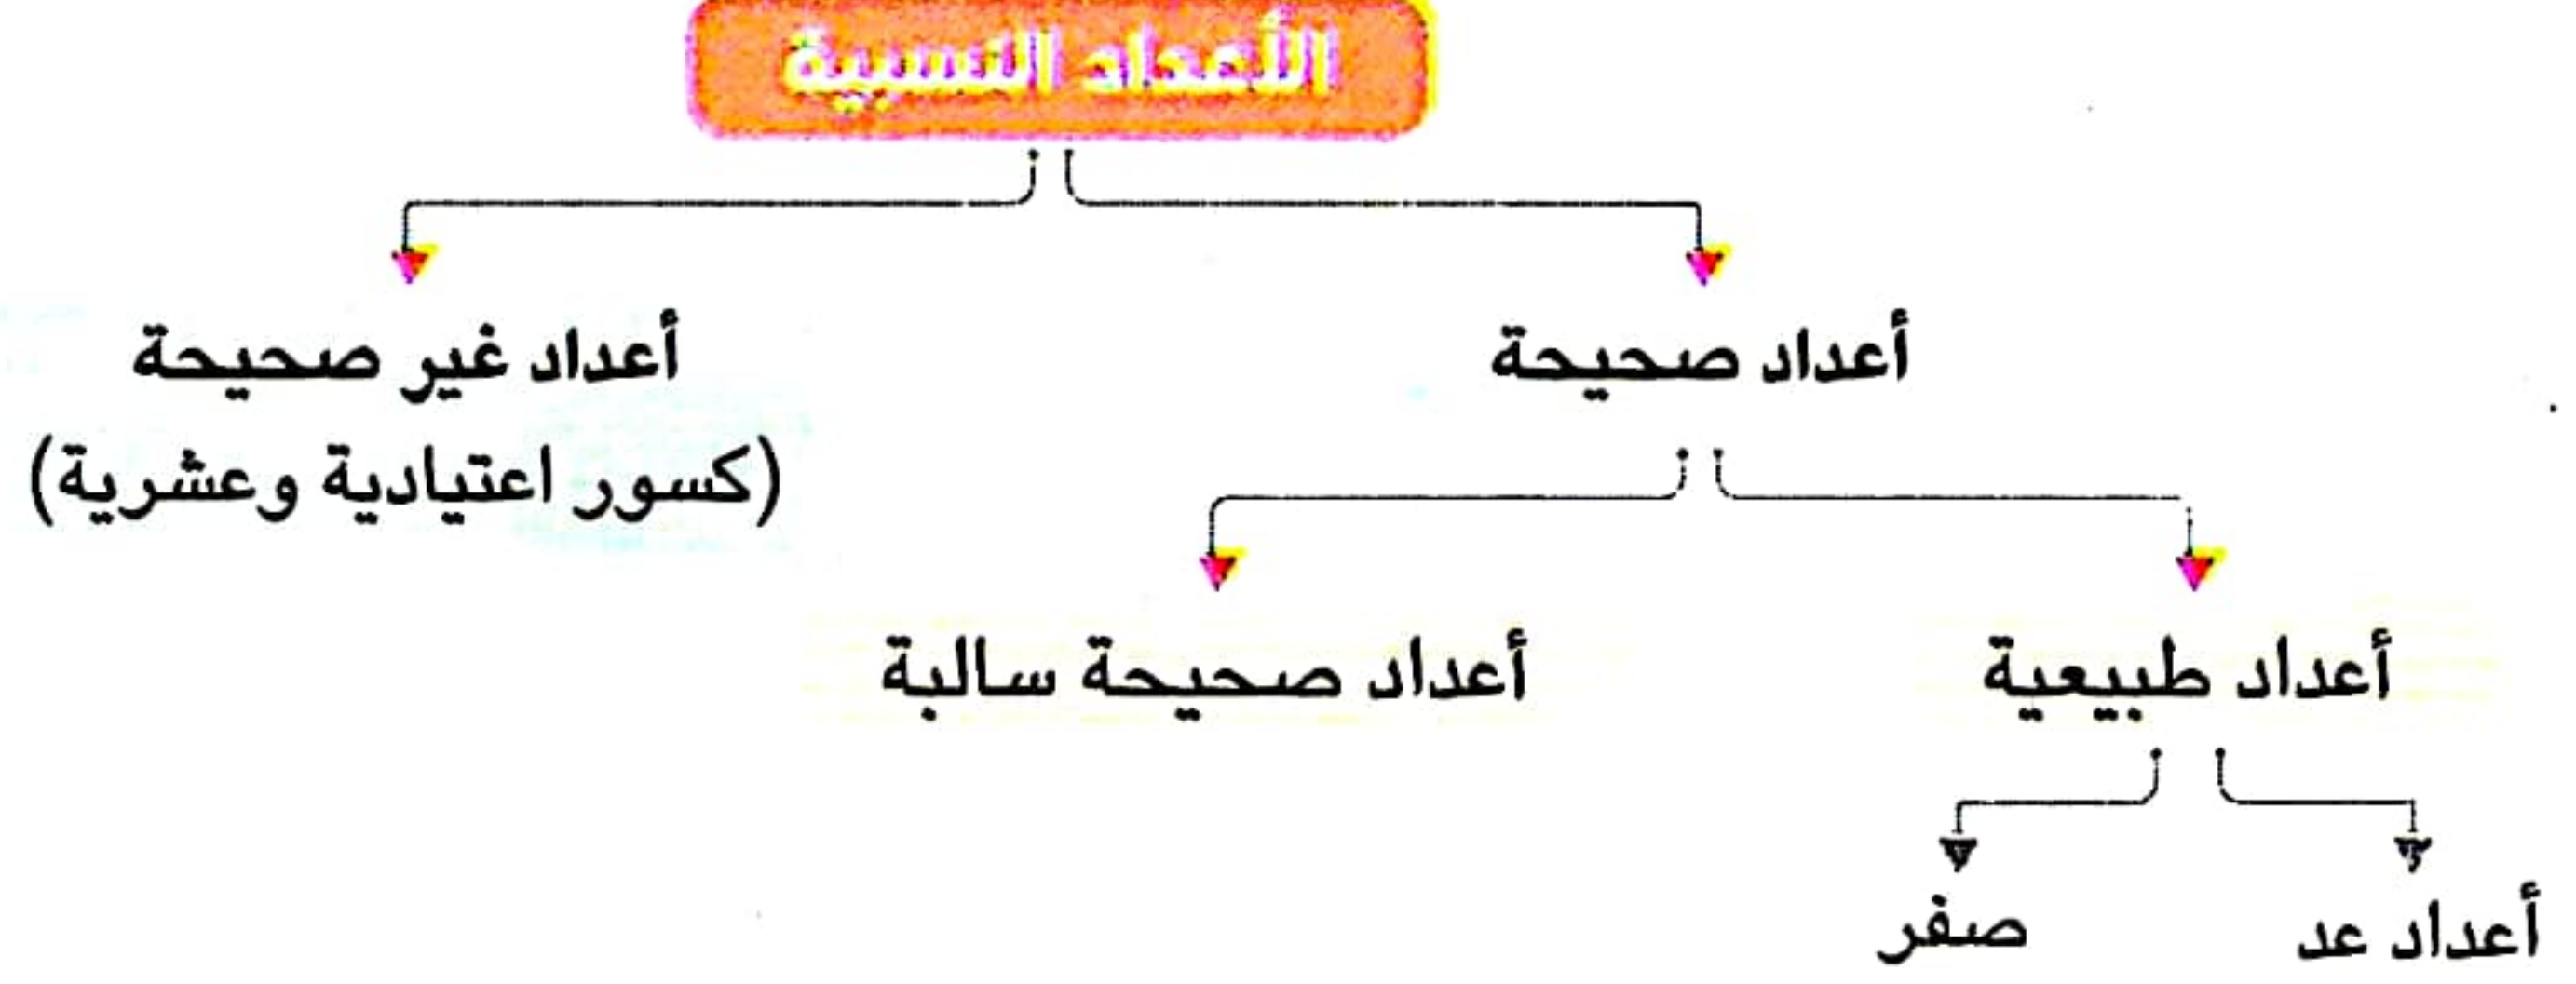 الأعداد النسبية
أعداد صحيحة
أعداد غير صحيحة
(كسور اعتيادية وعشرية)
أعداد طبيعية
أعداد صحيحة سالبة
أعداد عد
صفر